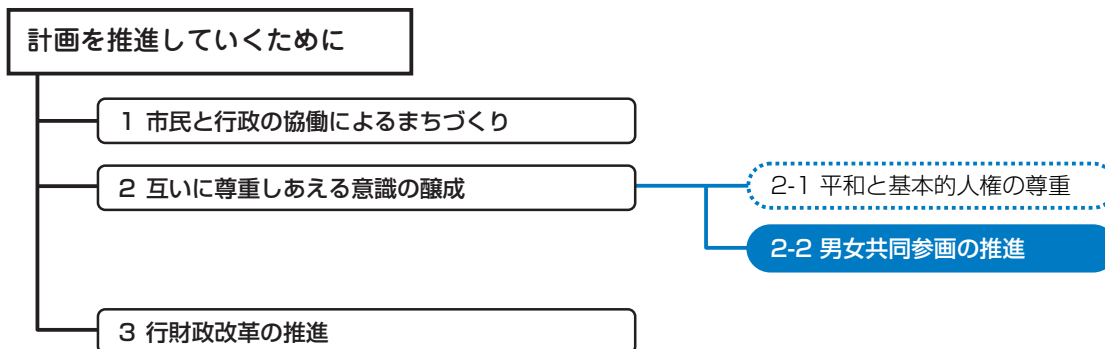 計画を推進していくために
1 市民と行政の協働によるまちづくり
2 互いに尊重しあえる意識の醸成
2-1 平和と基本的人権の尊重
2-2 男女共同参画の推進
3 行財政改革の推進